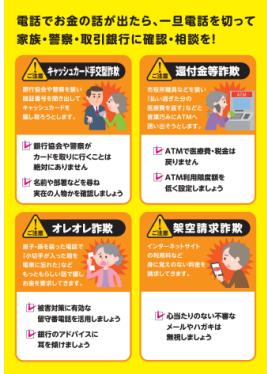 電話でお金の話が出たら、一旦電話を切って
家族・警察・取引銀行に確認・相談を!
ご注意
キャッシュカード手交型詐欺
銀行協会や警察を装い
暗証番号を聞き出して
キャッシュカードを
騙し取ろうとします。
銀行協会や警察が
カードを取りに行くことは
絶対にありません
名前や部署などを尋ね
実在の人物かを確認しましょう
ご注意
還付金等詐欺
市役所職員などを装い
「払い過ぎた分の
医療費を返す」などと
言葉巧みにATMへ
誘い出そうとします。
ATM
ATMで医療費・税金は
戻りません
ATM利用限度額を
低く設定しましょう
ご注意
オレオレ詐欺
息子・孫を装った電話で
「小切手が入った鞄を
電車に忘れた」など
もっともらしい話で騙し
お金を要求してきます。
被害対策に有効な
留守番電話を活用しましょう
銀行のアドバイスに
耳を傾けましょう
ご注意
架空請求詐欺
インターネットサイト
の利用料など
身に覚えのない料金を
請求してきます。
心当たりのない不審な
メールやハガキは
無視しましょう